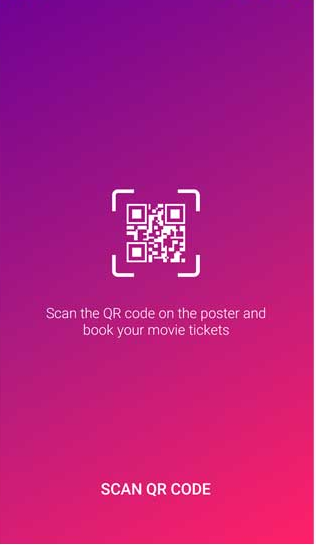 Scan the QR code on the poster and
book your movie tickets
SCAN QR CODE